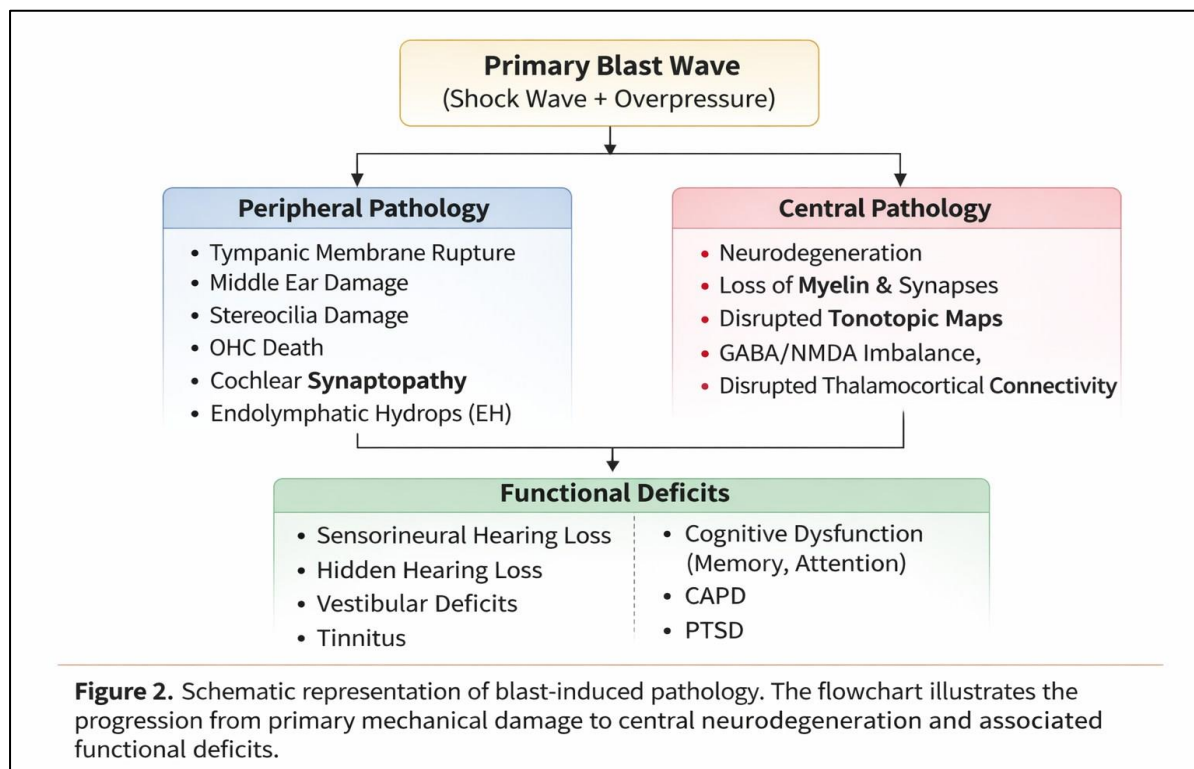 Primary Blast Wave
(Shock Wave + Overpressure)
Peripheral Pathology
• Tympanic Membrane Rupture
• Middle Ear Damage
• Stereocilia Damage
• OHC Death
• Cochlear Synaptopathy
• Endolymphatic Hydrops (EH)
Central Pathology
• Neurodegeneration
• Loss of Myelin & Synapses
• Disrupted Tonotopic Maps
• GABA/NMDA Imbalance,
• Disrupted Thalamocortical Connectivity
Functional Deficits
• Sensorineural Hearing Loss
• Hidden Hearing Loss
• Vestibular Deficits
• Tinnitus
• Cognitive Dysfunction
(Memory, Attention)
• CAPD
• PTSD
Figure 2. Schematic representation of blast-induced pathology. The flowchart illustrates the
progression from primary mechanical damage to central neurodegeneration and associated
functional deficits.